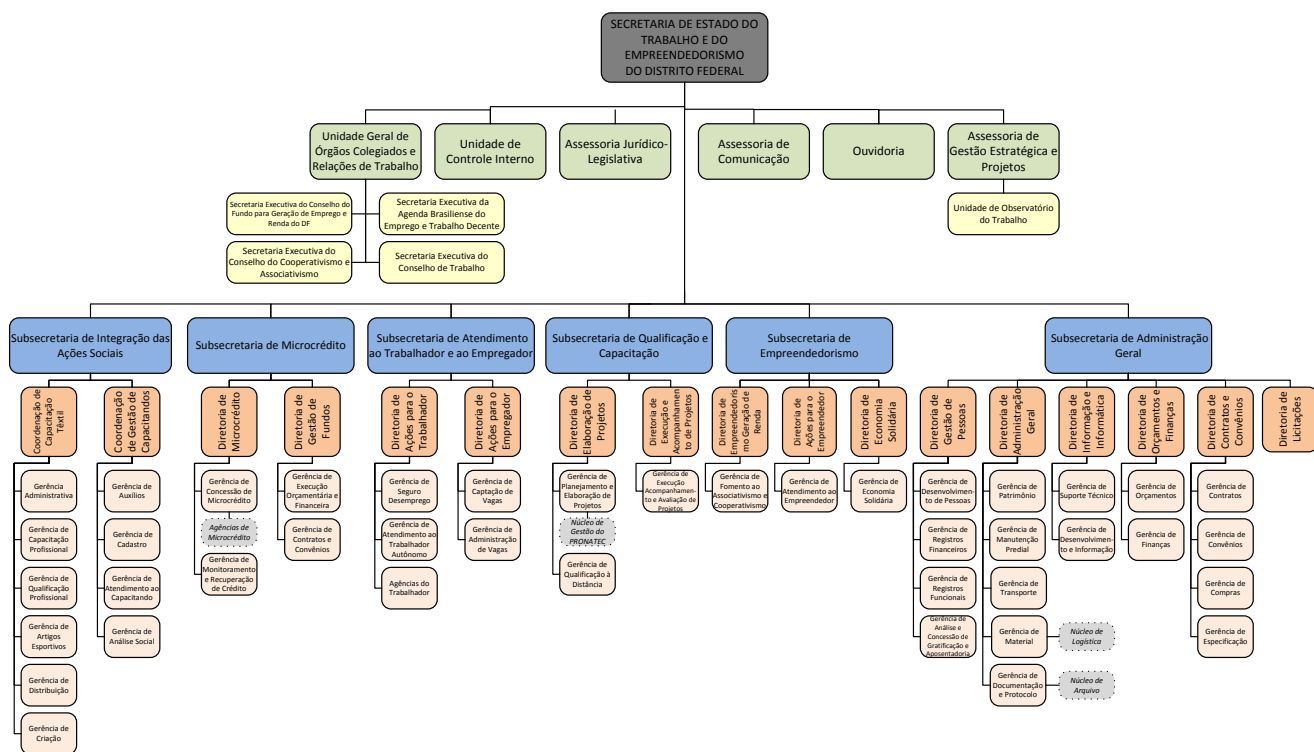 SECRETARIA DE ESTADO DO
TRABALHO E DO
EMPREENDEDORISMO
DO DISTRITO FEDERAL
Unidade Geral de
Órgãos Colegiados e
Relações de Trabalho
Unidade de
Controle Interno
Assessoria Jurídico-
Legislativa
Assessoria de
Comunicação
Ouvidoria
Assessoria de
Gestão Estratégica e
Projetos
Secretaria Executiva do Conselho do
Fundo para Geração de Emprego e
Renda do DF
Secretaria Executiva da
Agenda Brasiliense do
Emprego e Trabalho Decente
Unidade de Observatório
do Trabalho
Secretaria Executiva do
Conselho do Cooperativismo e
Associativismo
Secretaria Executiva do
Conselho de Trabalho
Subsecretaria de Integração das
Ações Sociais
Subsecretaria de Microcrédito
Subsecretaria de Atendimento
ao Trabalhador e ao Empregador
Subsecretaria de Qualificação e
Capacitação
Subsecretaria de
Empreendedorismo
Subsecretaria de Administração
Geral
Coordenação de
Capacitação
Têxtil
Coordenação
de Gestão de
Capacitandos
Diretoria de
Microcrédito
Diretoria de
Gestão de
Fundos
Diretoria de
Ações para o
Trabalhador
Diretoria de
Ações para o
Empregador
Diretoria de
Elaboração de
Projetos
Diretoria de
Execução e
Acompanhamen
to de Projetos
Diretoria de
Empreendedoris
mo Geração de
Renda
Diretoria de
Ações para o
Empreendedor
Diretoria de
Economia
Solidária
Diretoria de
Gestão de
Pessoas
Diretoria de
Administração
Geral
Diretoria de
Informação e
Informática
Diretoria de
Orçamentos e
Finanças
Diretoria de
Contratos e
Convênios
Diretoria de
Licitações
Gerência
Administrativa
Gerência de
Capacitação
Profissional
Gerência de
Qualificação
Profissional
Gerência de
Artigos
Esportivos
Gerência de
Distribuição
Gerência de
Criação
Gerência de
Auxílios
Gerência de
Cadastro
Gerência de
Atendimento ao
Capacitando
Gerência de
Análise Social
Gerência de
Concessão de
Microcrédito
Agências de
Microcrédito
Gerência de
Monitoramento
e Recuperação
de Crédito
Gerência de
Execução
Orçamentária e
Financeira
Gerência de
Contratos e
Convênios
Gerência de
Seguro
Desemprego
Gerência de
Atendimento ao
Trabalhador
Autônomo
Agências do
Trabalhador
Gerência de
Captação de
Vagas
Gerência de
Administração
de Vagas
Gerência de
Planejamento e
Elaboração de
Projetos
Núcleo de
Gestão do
PRONATEC
Gerência de
Qualificação à
Distância
Gerência de
Execução
Acompanhamen
to e Avaliação de
Projetos
Gerência de
Fomento ao
Associativismo e
Cooperativismo
Gerência de
Atendimento ao
Empreendedor
Gerência de
Economia
Solidária
Gerência de
Desenvolvimen
to de Pessoas
Gerência de
Registros
Financeiros
Gerência de
Registros
Funcionais
Gerência de
Análise e
Concessão de
Gratificação e
Aposentadoria
Gerência de
Patrimônio
Gerência de
Manutenção
Predial
Gerência de
Transporte
Gerência de
Material
Núcleo de
Logística
Gerência de
Documentação
e Protocolo
Núcleo de
Arquivo
Gerência de
Suporte Técnico
Gerência de
Desenvolvimen
to e Informação
Gerência de
Orçamentos
Gerência de
Finanças
Gerência de
Contratos
Gerência de
Convênios
Gerência de
Compras
Gerência de
Especificação